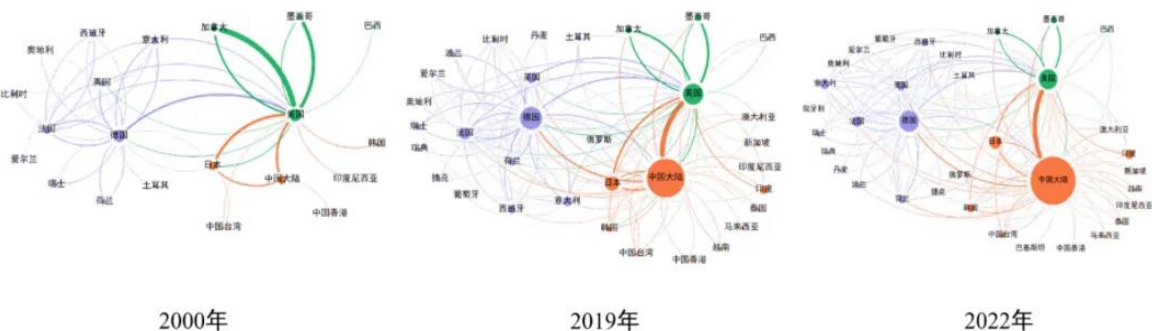 西班牙
奥地利
意大利
加拿大
墨西哥
巴西
英国
比利时
法国
德国
美国
韩国
爱尔兰
瑞士
土耳其
荷兰
日本
中国大陆
印度尼西亚
中国台湾
中国香港
2000年
波兰
比利时
丹麦
土耳其
加拿大
墨西哥
巴西
爱尔兰
英国
美国
奥地利
德国
瑞士
法国
俄罗斯
澳大利亚
瑞典
荷兰
新加坡
捷克
日本
中国大陆
印度尼西亚
葡萄牙
西班牙
意大利
印度
韩国
泰国
马来西亚
中国台湾
中国香港
越南
2019年
葡萄牙
西班牙
加拿大
墨西哥
巴西
爱尔兰
比利时
奥地利
土耳其
美国
意大利
英国
匈牙利
法国
德国
瑞士
澳大利亚
瑞典
日本
印度
丹麦
俄罗斯
中国大陆
新加坡
波兰
荷兰
捷克
越南
韩国
印度尼西亚
泰国
中国台湾
马来西亚
巴基斯坦
中国香港
2022年